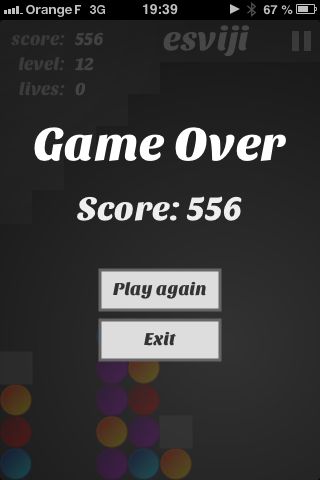 Orange F 3G 19:39 67 %
score: 556
esviji
level: 12
lives: 0
Game Over
Score: 556
Play again
Exit